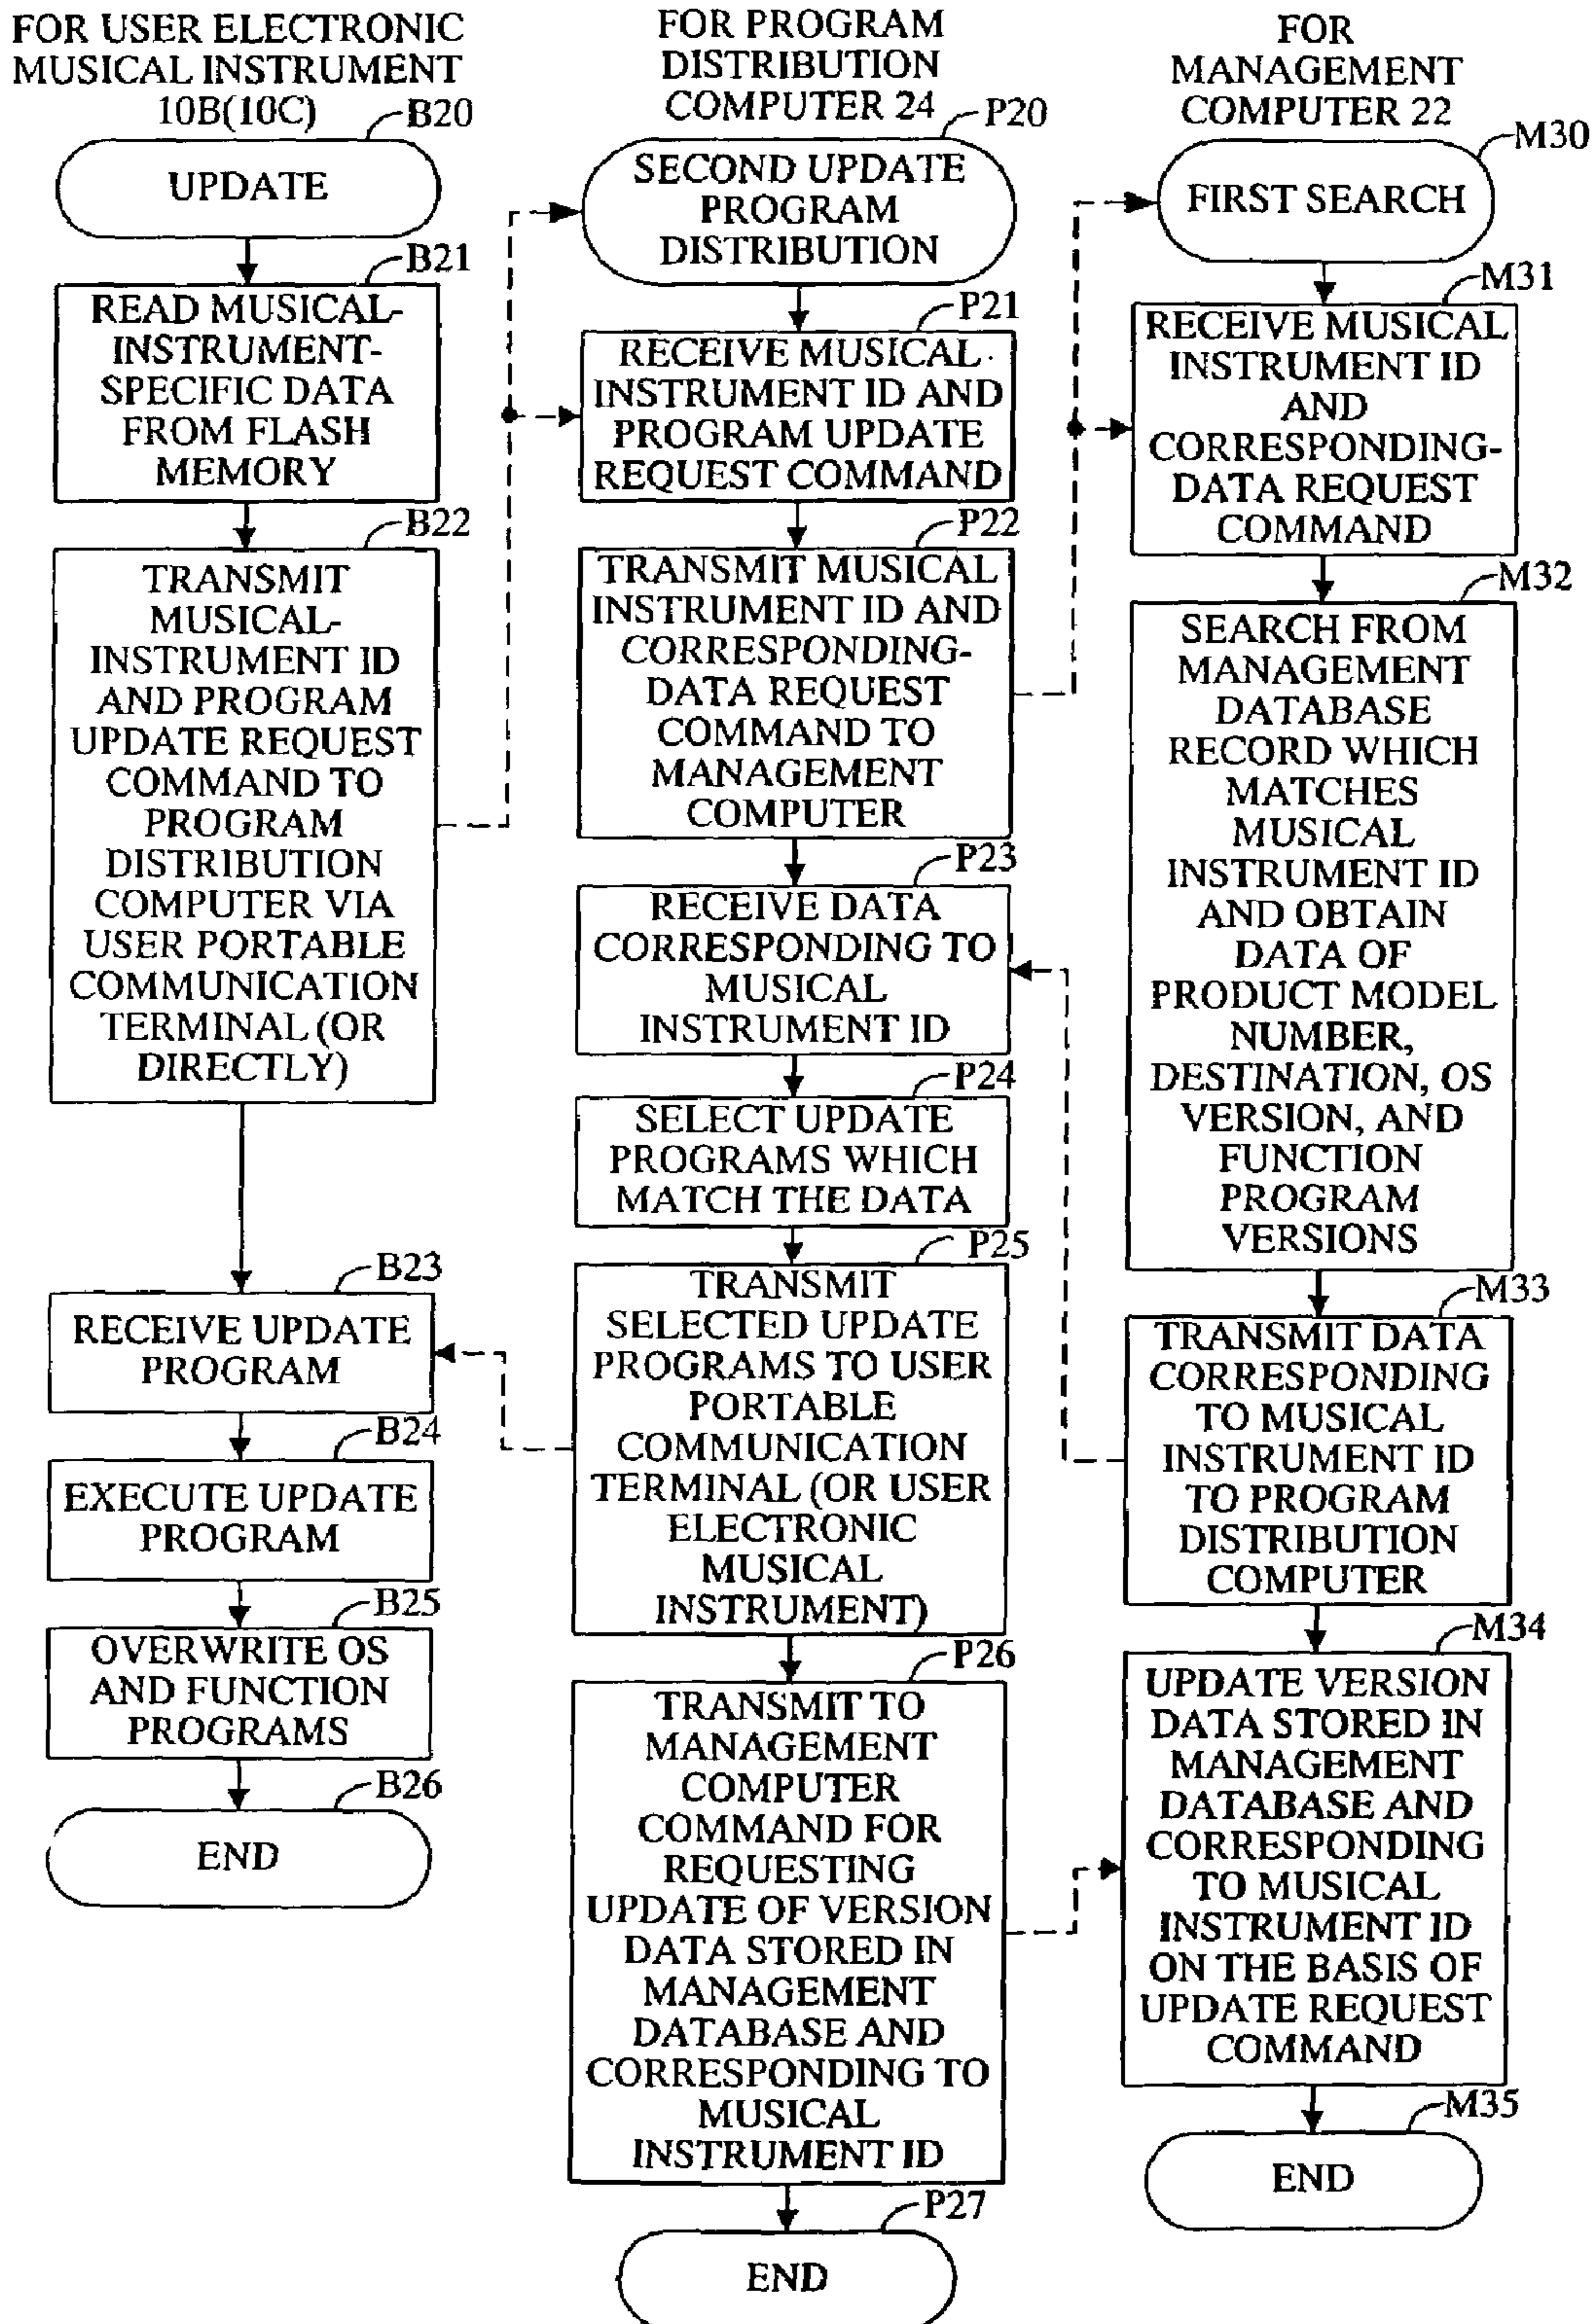 FOR USER ELECTRONIC
MUSICAL INSTRUMENT
10B(10C)
B20
UPDATE
B21
READ MUSICAL-
INSTRUMENT-
SPECIFIC DATA
FROM FLASH
MEMORY
B22
TRANSMIT
MUSICAL-
INSTRUMENT ID
AND PROGRAM
UPDATE REQUEST
COMMAND TO
PROGRAM
DISTRIBUTION
COMPUTER VIA
USER PORTABLE
COMMUNICATION
TERMINAL (OR
DIRECTLY)
B23
RECEIVE UPDATE
PROGRAM
B24
EXECUTE UPDATE
PROGRAM
B25
OVERWRITE OS
AND FUNCTION
PROGRAMS
B26
END
FOR PROGRAM
DISTRIBUTION
COMPUTER 24
P20
SECOND UPDATE
PROGRAM
DISTRIBUTION
P21
RECEIVE MUSICAL
INSTRUMENT ID AND
PROGRAM UPDATE
REQUEST COMMAND
P22
TRANSMIT MUSICAL
INSTRUMENT ID AND
CORRESPONDING-
DATA REQUEST
COMMAND TO
MANAGEMENT
COMPUTER
P23
RECEIVE DATA
CORRESPONDING TO
MUSICAL
INSTRUMENT ID
P24
SELECT UPDATE
PROGRAMS WHICH
MATCH THE DATA
P25
TRANSMIT
SELECTED UPDATE
PROGRAMS TO USER
PORTABLE
COMMUNICATION
TERMINAL (OR USER
ELECTRONIC
MUSICAL
INSTRUMENT)
P26
TRANSMIT TO
MANAGEMENT
COMPUTER
COMMAND FOR
REQUESTING
UPDATE OF VERSION
DATA STORED IN
MANAGEMENT
DATABASE AND
CORRESPONDING TO
MUSICAL
INSTRUMENT ID
P27
END
FOR
MANAGEMENT
COMPUTER 22
M30
FIRST SEARCH
M31
RECEIVE MUSICAL
INSTRUMENT ID
AND
CORRESPONDING-
DATA REQUEST
COMMAND
M32
SEARCH FROM
MANAGEMENT
DATABASE
RECORD WHICH
MATCHES
MUSICAL
INSTRUMENT ID
AND OBTAIN
DATA OF
PRODUCT MODEL
NUMBER,
DESTINATION, OS
VERSION, AND
FUNCTION
PROGRAM
VERSIONS
M33
TRANSMIT DATA
CORRESPONDING
TO MUSICAL
INSTRUMENT ID
TO PROGRAM
DISTRIBUTION
COMPUTER
M34
UPDATE VERSION
DATA STORED IN
MANAGEMENT
DATABASE AND
CORRESPONDING
TO MUSICAL
INSTRUMENT ID
ON THE BASIS OF
UPDATE REQUEST
COMMAND
M35
END